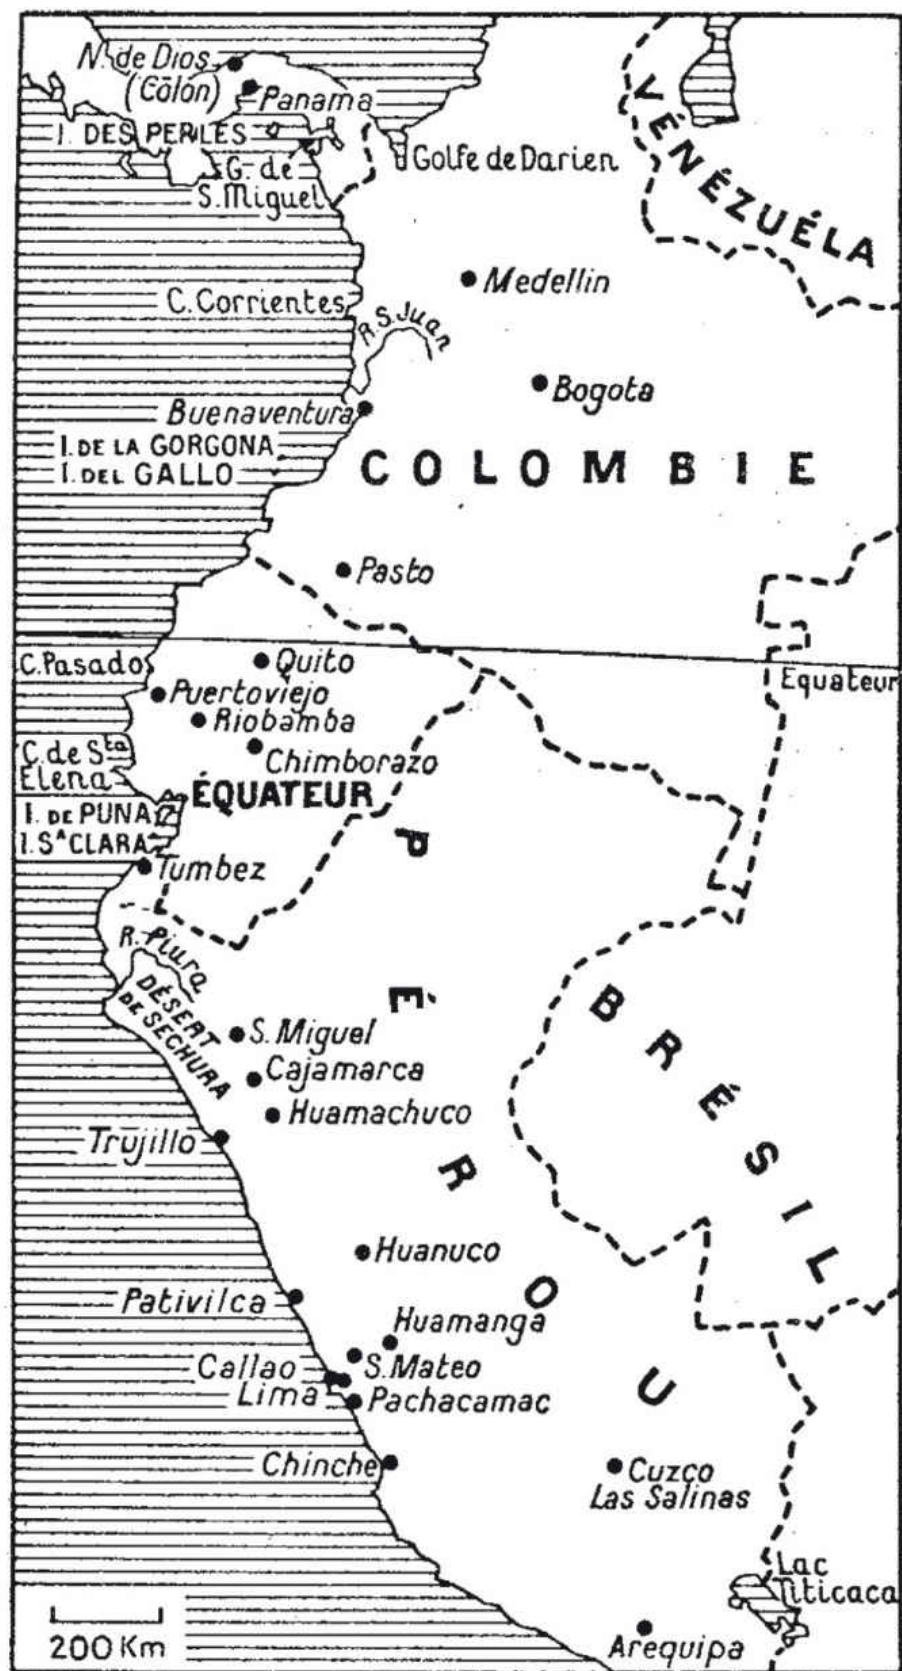 N. de Dios
(Cólon)
Panama
I. DES PERLES
G. de
S. Miguel
Golfe de Darien
VÉNÉZUÉLA
Medellin
C. Corrientes
R. S. Juan
Bogota
Buenaventura
I. DE LA GORGONA
I. DEL GALLO
COLOMBIE
Pasto
C. Pasado
Quito
Equateur
Puertoviejo
Riobamba
C. de Sta
Elena
Chimborazo
ÉQUATEUR
I. DE PUNA
I. Sᴬ CLARA
Tumbez
PÉROU
R. Piura
DÉSERT
DE SECHURA
BRÉSIL
S. Miguel
Cajamarca
Huamachuco
Trujillo
Huanuco
Pativilca
Huamanga
Callao
S. Mateo
Lima
Pachacamac
Chinche
Cuzco
Las Salinas
Lac
Titicaca
Arequipa
200 Km